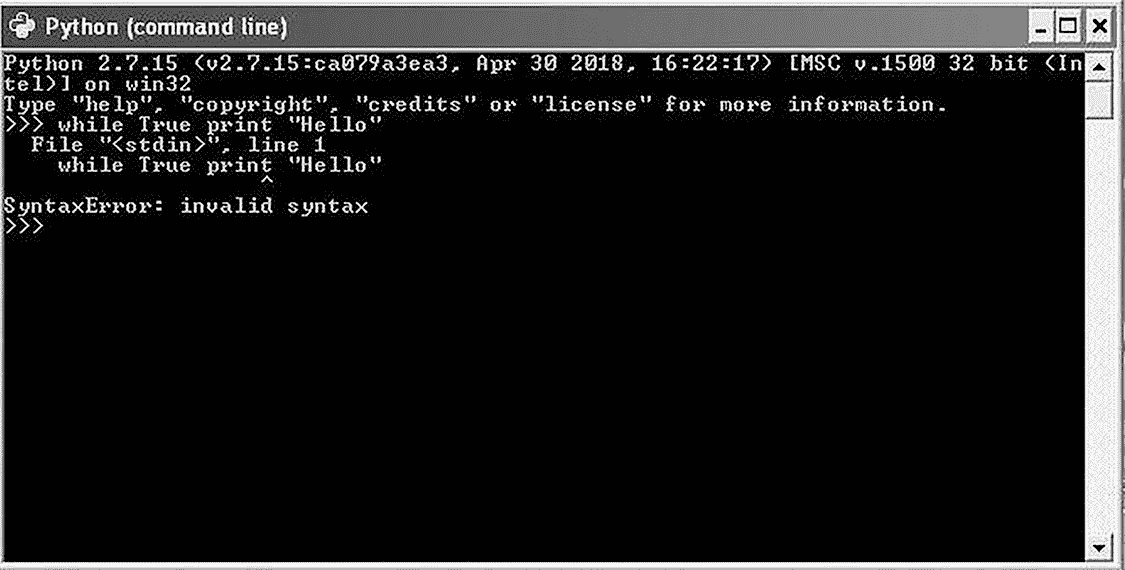 Python (command line)
Python 2.7.15 (v2.7.15:ca079a3ea3, Apr 30 2018, 16:22:17) [MSC v.1500 32 bit (In
tel)] on win32
Type "help", "copyright", "credits" or "license" for more information.
>>> while True print "Hello"
  File "<stdin>", line 1
    while True print "Hello"
                   ^
SyntaxError: invalid syntax
>>>